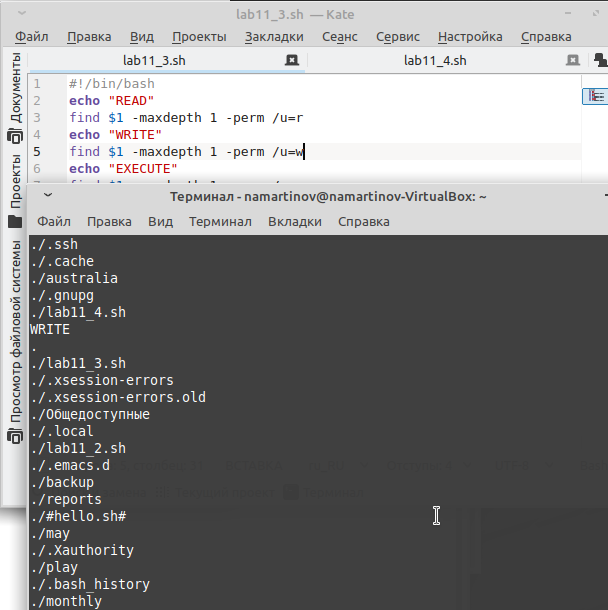 lab11_3.sh — Kate
Файл Правка Вид Проекты Закладки Сеанс Сервис Настройка Справка
lab11_3.sh lab11_4.sh
Документы
Проекты
Просмотр файловой системы
1 #!/bin/bash
2 echo "READ"
3 find $1 -maxdepth 1 -perm /u=r
4 echo "WRITE"
5 find $1 -maxdepth 1 -perm /u=w
6 echo "EXECUTE"
Терминал - namartinov@namartinov-VirtualBox: ~
Файл Правка Вид Терминал Вкладки Справка
./.ssh
./.cache
./australia
./.gnupg
./lab11_4.sh
WRITE
.
./lab11_3.sh
./.xsession-errors
./.xsession-errors.old
./Общедоступные
./.local
./lab11_2.sh
./.emacs.d
./backup
./reports
./#hello.sh#
./may
./.Xauthority
./play
./.bash_history
./monthly